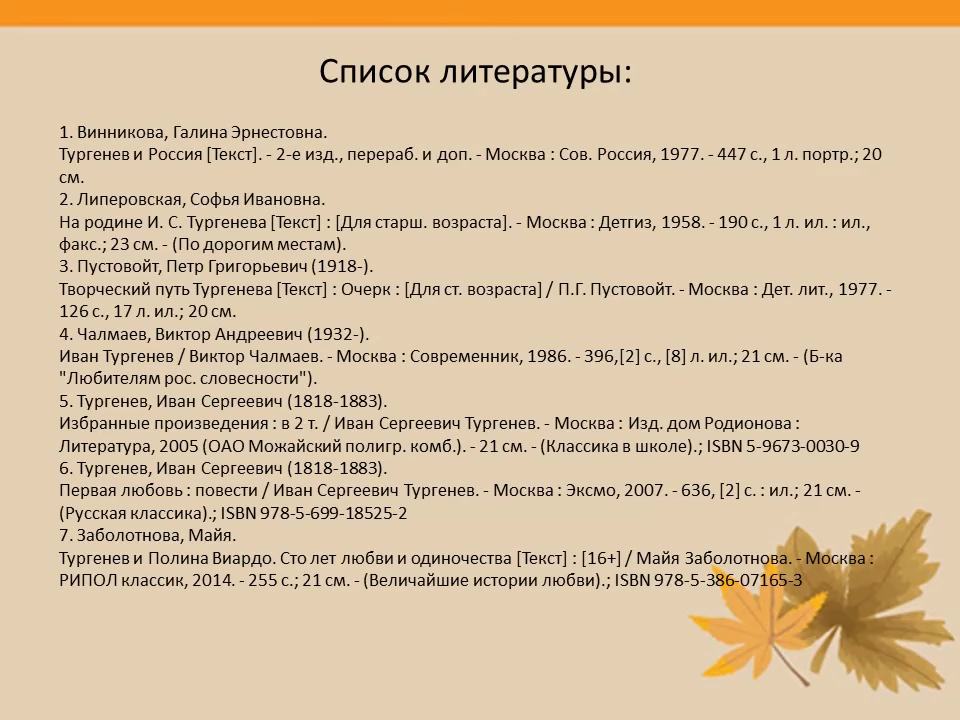 Список литературы:
1. Винникова, Галина Эрнестовна.
Тургенев и Россия [Текст]. - 2-е изд., перераб. и доп. - Москва : Сов. Россия, 1977. - 447 с., 1 л. портр.; 20
см.
2. Липеровская, Софья Ивановна.
На родине И. С. Тургенева [Текст] : [Для старш. возраста]. - Москва : Детгиз, 1958. - 190 с., 1 л. ил. : ил.,
факс.; 23 см. - (По дорогим местам).
3. Пустовойт, Петр Григорьевич (1918-).
Творческий путь Тургенева [Текст] : Очерк : [Для ст. возраста] / П.Г. Пустовойт. - Москва : Дет. лит., 1977. -
126 с., 17 л. ил.; 20 см.
4. Чалмаев, Виктор Андреевич (1932-).
Иван Тургенев / Виктор Чалмаев. - Москва : Современник, 1986. - 396,[2] с., [8] л. ил.; 21 см. - (Б-ка
"Любителям рос. словесности").
5. Тургенев, Иван Сергеевич (1818-1883).
Избранные произведения : в 2 т. / Иван Сергеевич Тургенев. - Москва : Изд. дом Родионова :
Литература, 2005 (ОАО Можайский полигр. комб.). - 21 см. - (Классика в школе).; ISBN 5-9673-0030-9
6. Тургенев, Иван Сергеевич (1818-1883).
Первая любовь : повести / Иван Сергеевич Тургенев. - Москва : Эксмо, 2007. - 636, [2] с. : ил.; 21 см. -
(Русская классика).; ISBN 978-5-699-18525-2
7. Заболотнова, Майя.
Тургенев и Полина Виардо. Сто лет любви и одиночества [Текст] : [16+] / Майя Заболотнова. - Москва :
РИПОЛ классик, 2014. - 255 с.; 21 см. - (Величайшие истории любви).; ISBN 978-5-386-07165-3